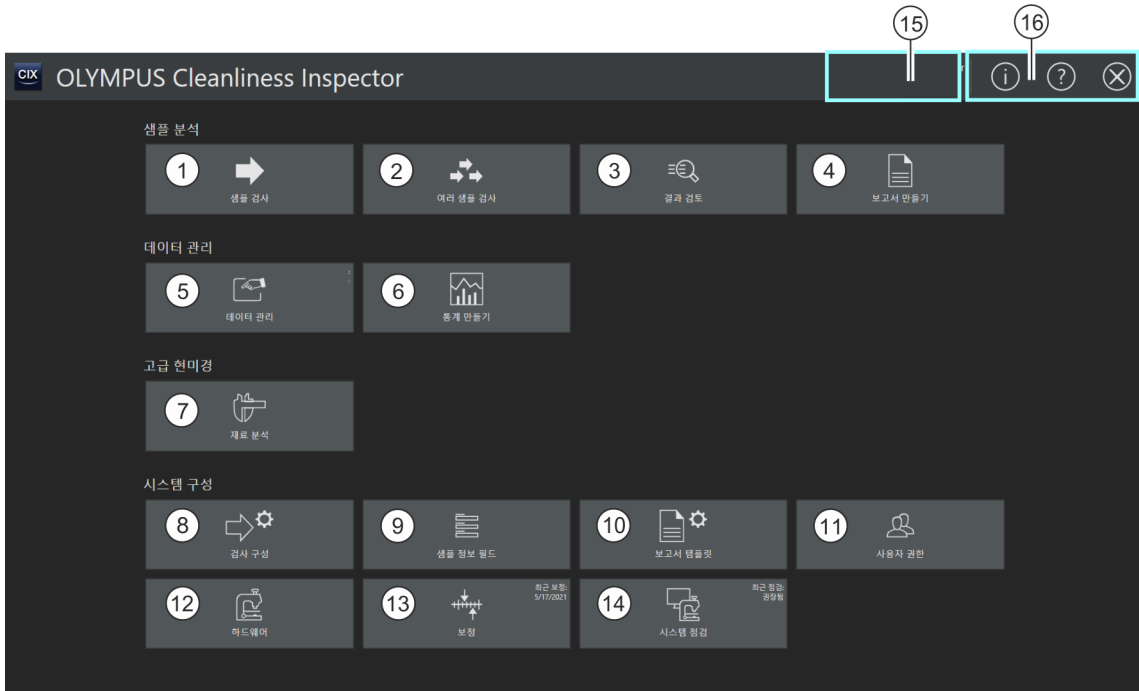 15 16
CIX OLYMPUS Cleanliness Inspector i ?
샘플 분석
1 샘플 검사
2 여러 샘플 검사
3 결과 검토
4 보고서 만들기
데이터 관리
5 데이터 관리
6 통계 만들기
고급 현미경
7 재료 분석
시스템 구성
8 검사 구성
9 샘플 정보 필드
10 보고서 템플릿
11 사용자 권한
12 하드웨어
13 보정
최근 보정:
5/17/2021
14 시스템 점검
최근 점검:
권장됨